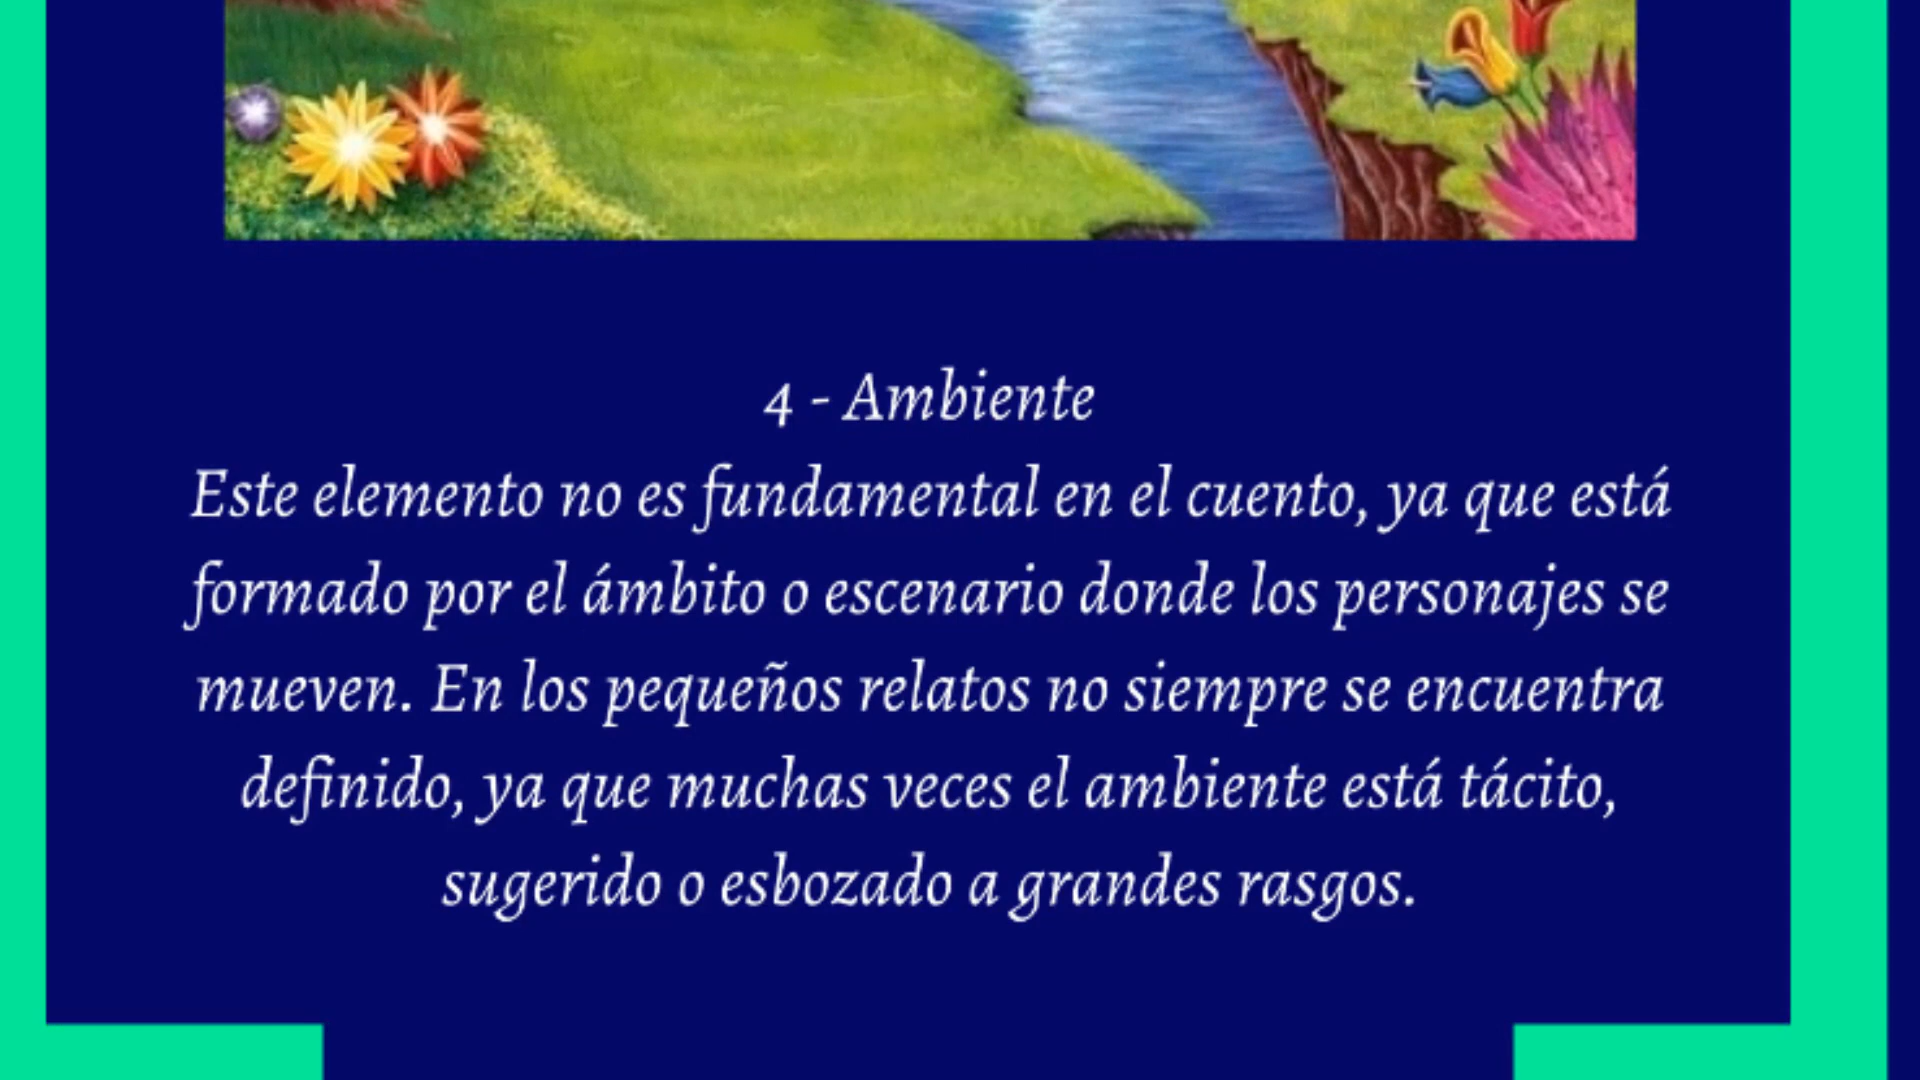 4 - Ambiente
Este elemento no es fundamental en el cuento, ya que está
formado por el ámbito o escenario donde los personajes se
mueven. En los pequeños relatos no siempre se encuentra
definido, ya que muchas veces el ambiente está tácito,
sugerido o esbozado a grandes rasgos.